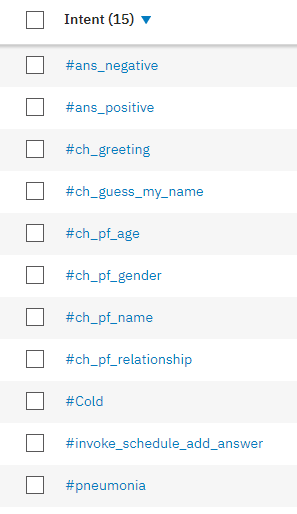 Intent (15) ▼
#ans_negative
#ans_positive
#ch_greeting
#ch_guess_my_name
#ch_pf_age
#ch_pf_gender
#ch_pf_name
#ch_pf_relationship
#Cold
#invoke_schedule_add_answer
#pneumonia